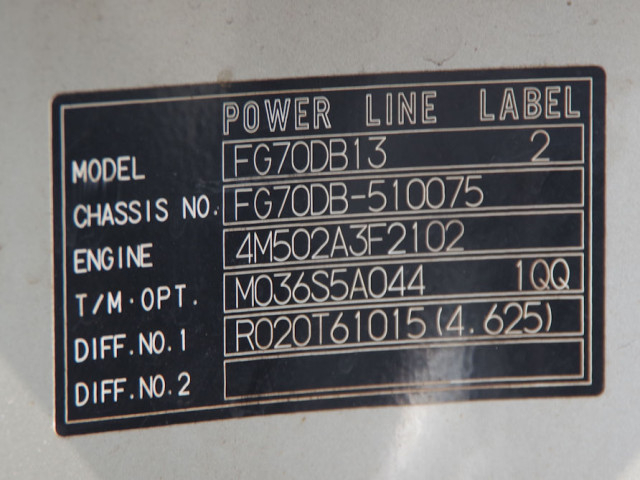 POWER LINE LABEL
MODEL FG70DB13 2
CHASSIS NO. FG70DB-510075
ENGINE 4M502A3F2102
T/M·OPT. M036S5A044 1QQ
DIFF.NO.1 R020T61015(4.625)
DIFF.NO.2